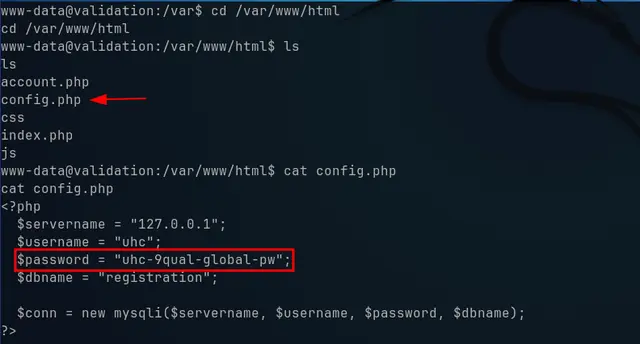 www-data@validation:/var$ cd /var/www/html
cd /var/www/html
www-data@validation:/var/www/html$ ls
ls
account.php
config.php
css
index.php
js
www-data@validation:/var/www/html$ cat config.php
cat config.php
<?php
  $servername = "127.0.0.1";
  $username = "uhc";
  $password = "uhc-9qual-global-pw";
  $dbname = "registration";

  $conn = new mysqli($servername, $username, $password, $dbname);
?>